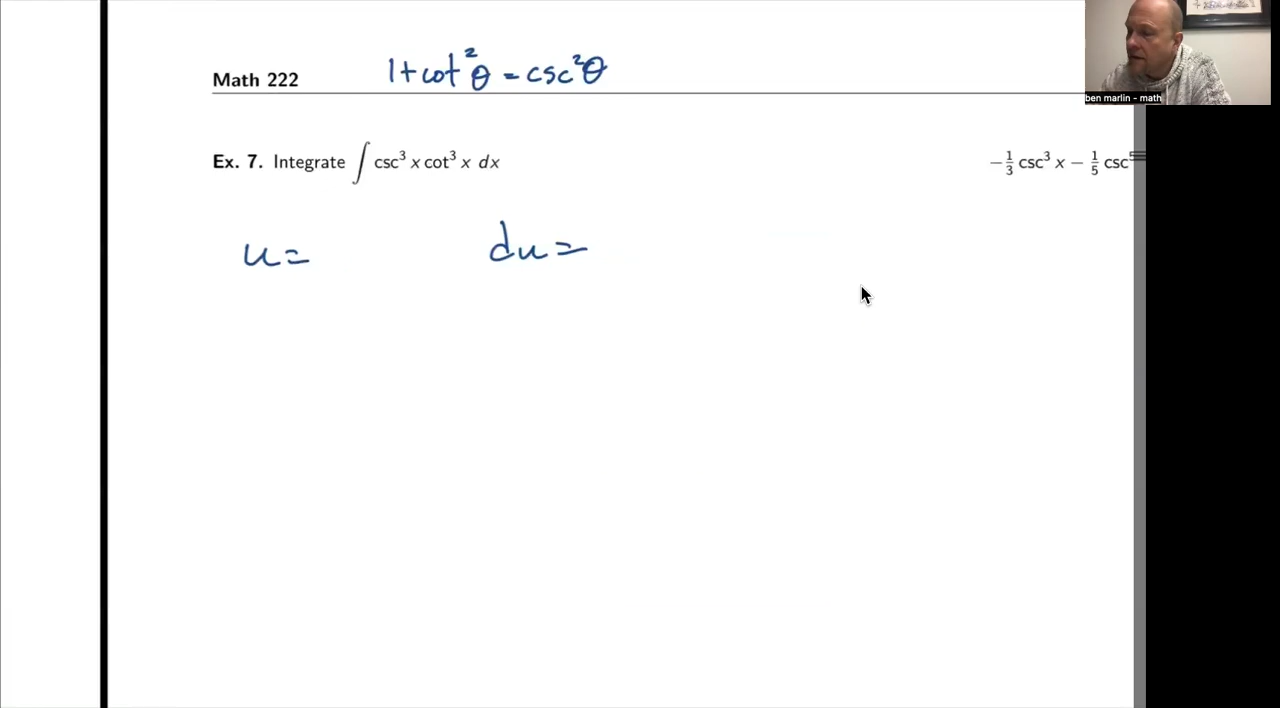 Math 222 1+cot²θ = csc²θ
ben marlin - math
Ex. 7. Integrate ∫ csc³ x cot³ x dx −1/3 csc³ x − 1/5 csc
u= du=